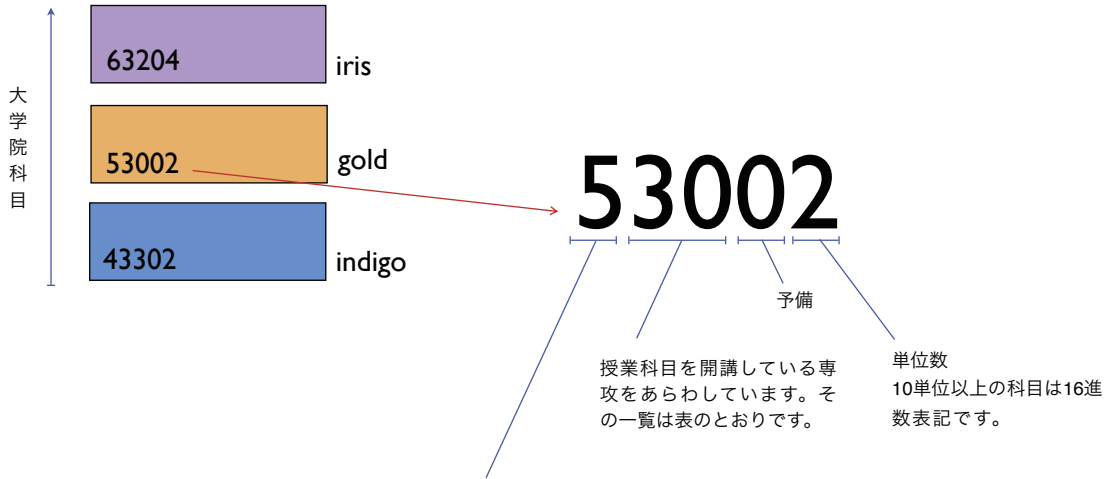 大学院科目
63204
iris
53002
gold
43302
indigo
53002
予備
授業科目を開講している専
攻をあらわしています。そ
の一覧は表のとおりです。
単位数
10単位以上の科目は16進
数表記です。